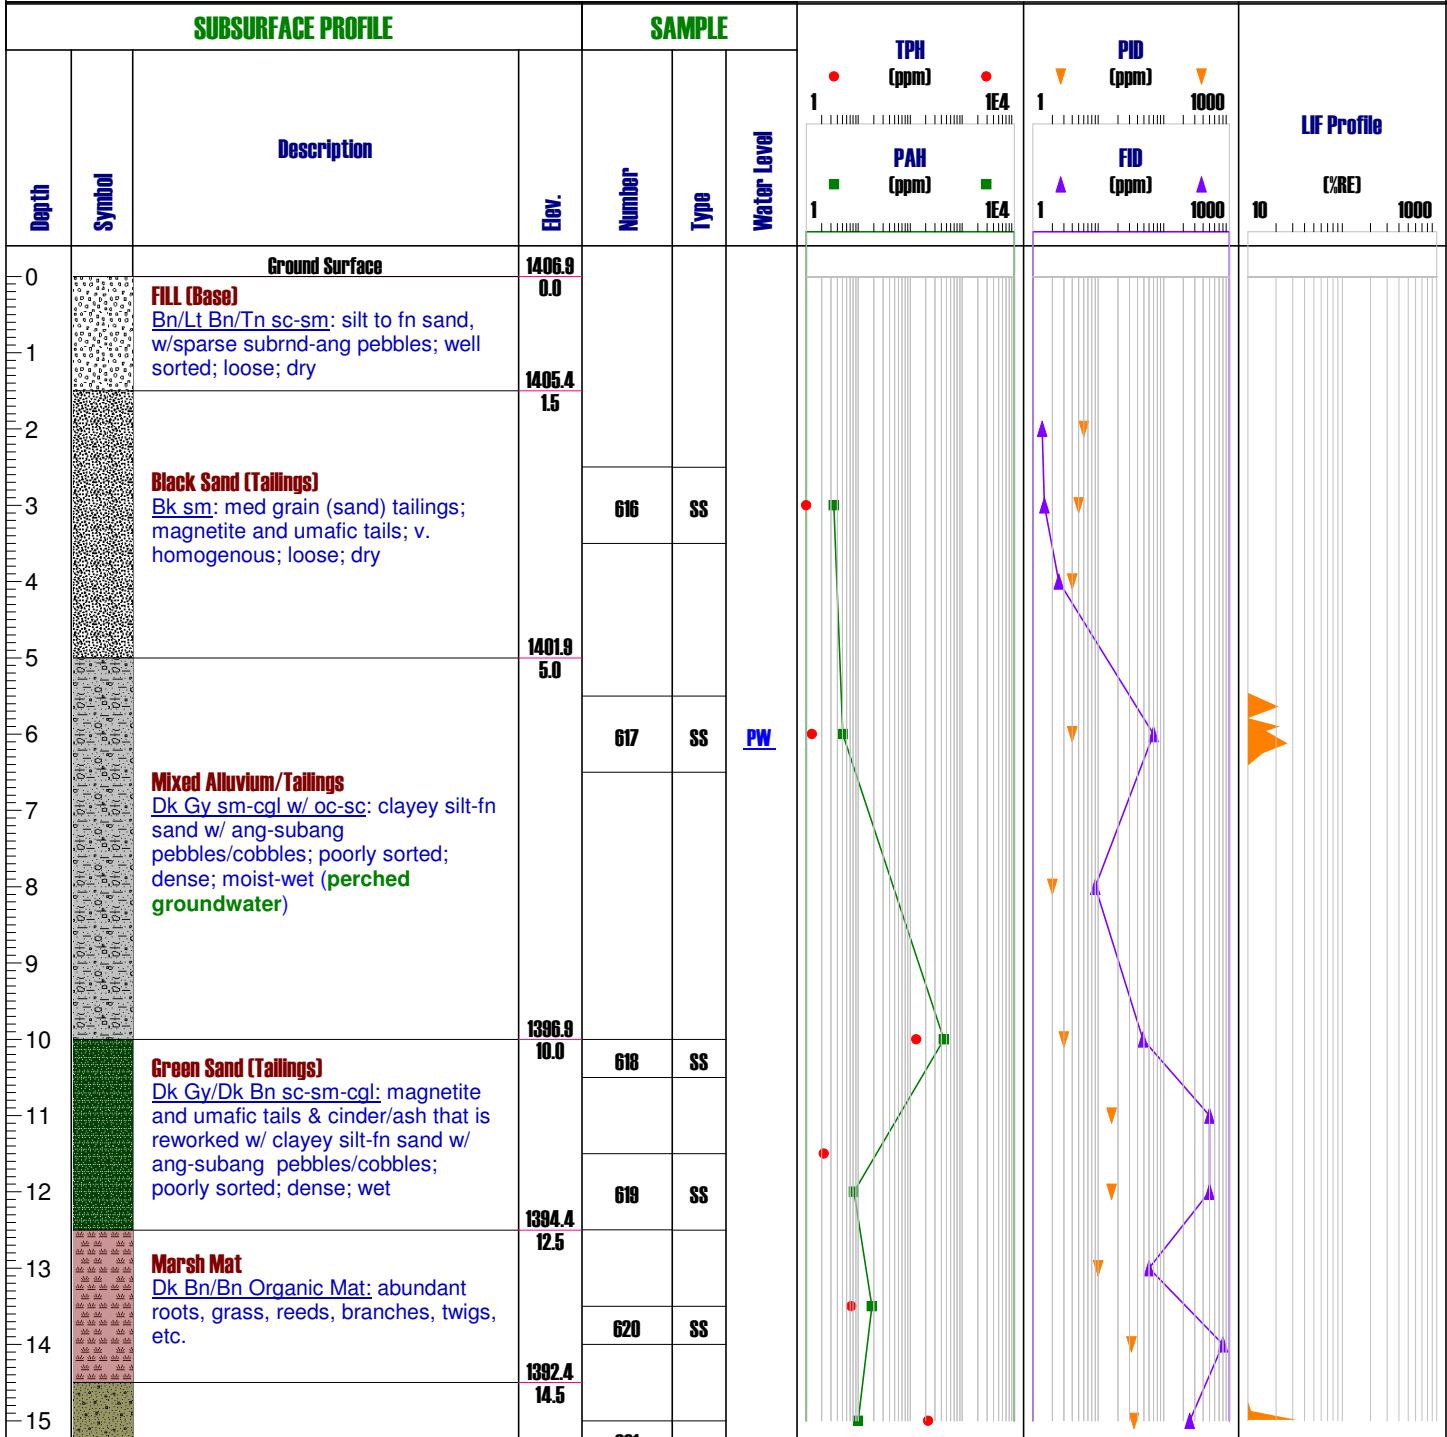 SUBSURFACE PROFILE
SAMPLE
Depth
Symbol
Description
Elev.
Number
Type
Water Level
TPH
(ppm)
1 1E4
PAH
(ppm)
1 1E4
PID
(ppm)
1 1000
FID
(ppm)
1 1000
LIF Profile
(%RE)
10 1000
0
Ground Surface
1406.9
0.0
FILL (Base)
Bn/Lt Bn/Tn sc-sm: silt to fn sand,
w/sparse subrnd-ang pebbles; well
sorted; loose; dry
1
1405.4
1.5
2
Black Sand (Tailings)
Bk sm: med grain (sand) tailings;
magnetite and umafic tails; v.
homogenous; loose; dry
3
616 SS
4
1401.9
5
5.0
6
617 SS PW
Mixed Alluvium/Tailings
Dk Gy sm-cgl w/ oc-sc: clayey silt-fn
sand w/ ang-subang
pebbles/cobbles; poorly sorted;
dense; moist-wet (perched
groundwater)
7
8
9
1396.9
10
10.0
618 SS
Green Sand (Tailings)
Dk Gy/Dk Bn sc-sm-cgl: magnetite
and umafic tails & cinder/ash that is
reworked w/ clayey silt-fn sand w/
ang-subang pebbles/cobbles;
poorly sorted; dense; wet
11
12
619 SS
1394.4
12.5
Marsh Mat
Dk Bn/Bn Organic Mat: abundant
roots, grass, reeds, branches, twigs,
etc.
13
620 SS
14
1392.4
14.5
15